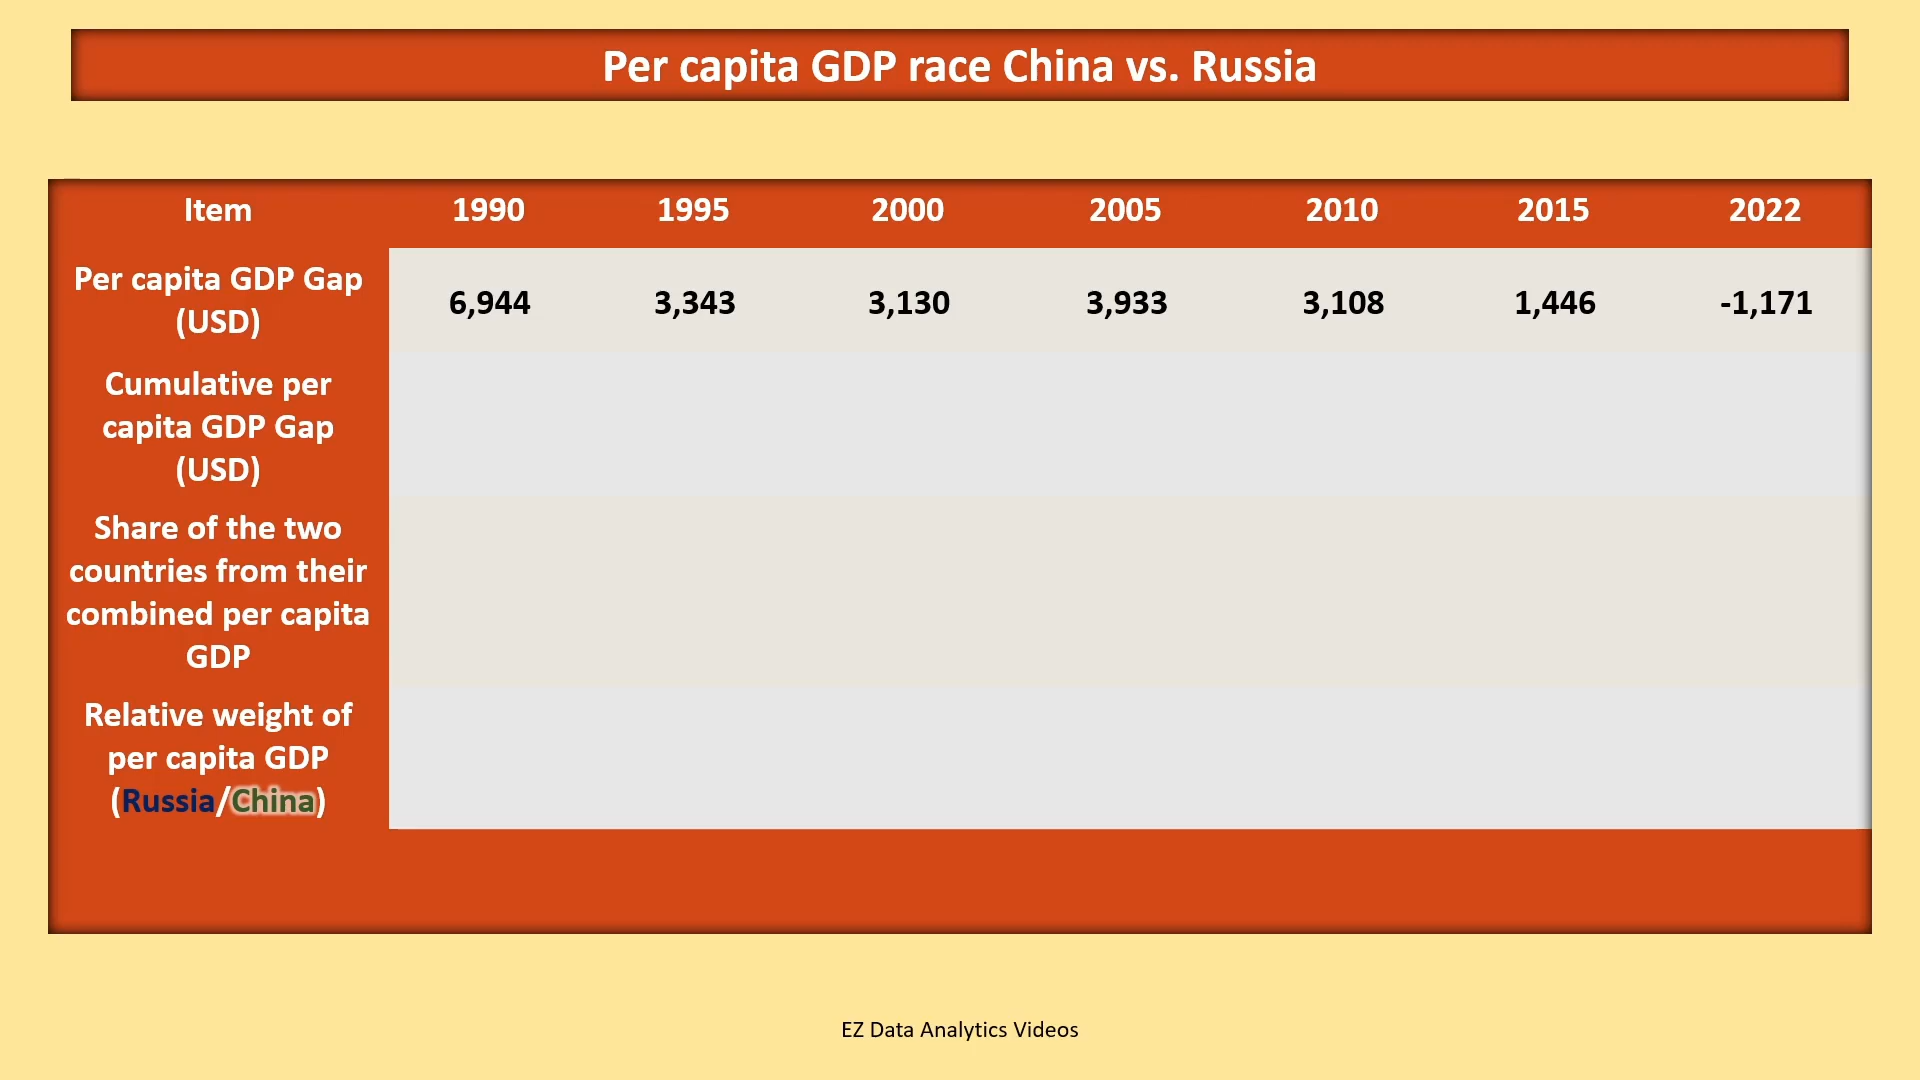 Per capita GDP race China vs. Russia
Item 1990 1995 2000 2005 2010 2015 2022
Per capita GDP Gap
(USD)
6,944 3,343 3,130 3,933 3,108 1,446 -1,171
Cumulative per
capita GDP Gap
(USD)
Share of the two
countries from their
combined per capita
GDP
Relative weight of
per capita GDP
(Russia/China)
EZ Data Analytics Videos